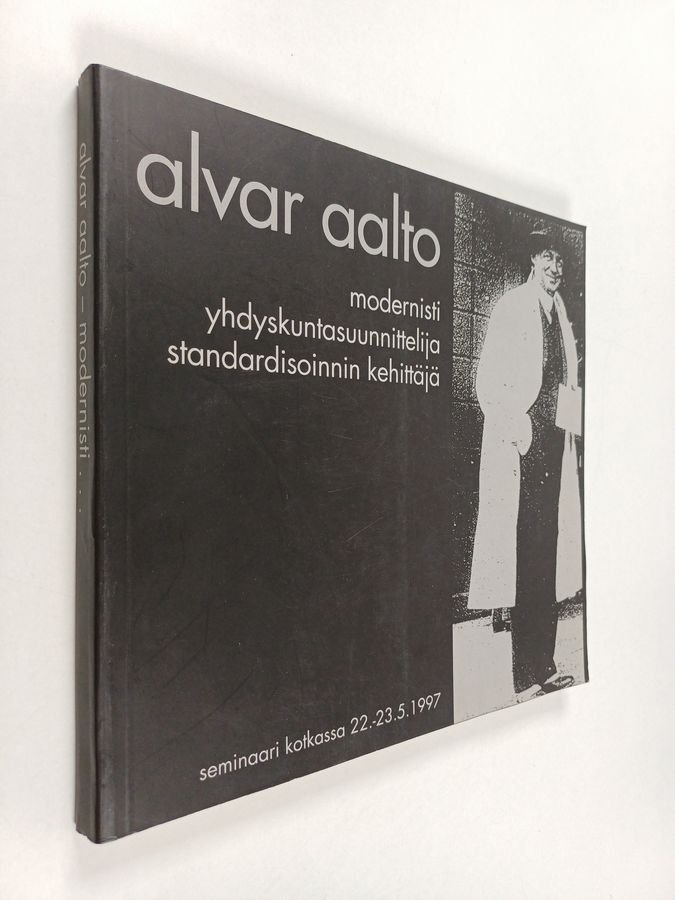 alvar aalto – modernisti . . .
alvar aalto
modernisti
yhdyskuntasuunnittelija
standardisoinnin kehittäjä
seminaari kotkassa 22.-23.5.1997